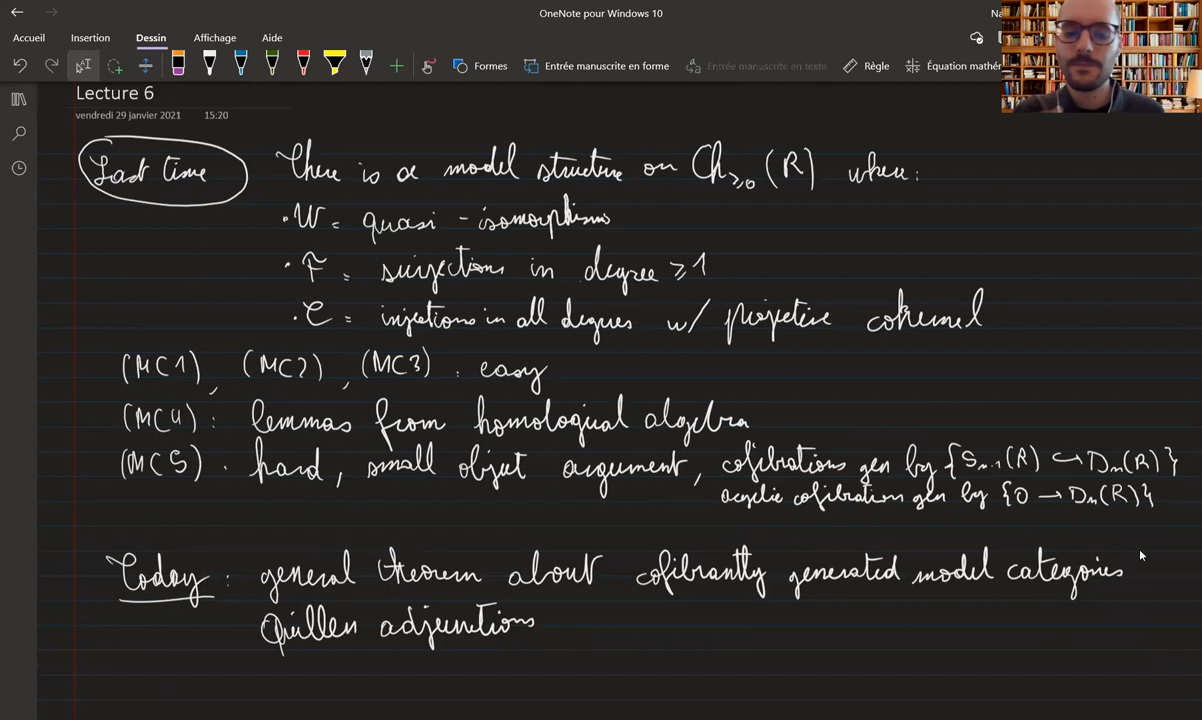 OneNote pour Windows 10
Accueil Insertion Dessin Affichage Aide
Formes Entrée manuscrite en forme Entrée manuscrite en texte Règle Équation mathé
Lecture 6
vendredi 29 janvier 2021 15:20
Last time There is a model structure on Ch≥0 (R) where:
· W = quasi-isomorphisms
· F = surjections in degree ≥1
· C = injections in all degrees w/ projective cokernel
(MC1), (MC2), (MC3): easy
(MC4): lemmas from homological algebra
(MC5): hard, small object argument, cofibrations gen by {Sn-1(R) ↪ Dn(R)}
acyclic cofibration gen by {0 → Dn(R)}
Today: general theorem about cofibrantly generated model categories
Quillen adjunctions